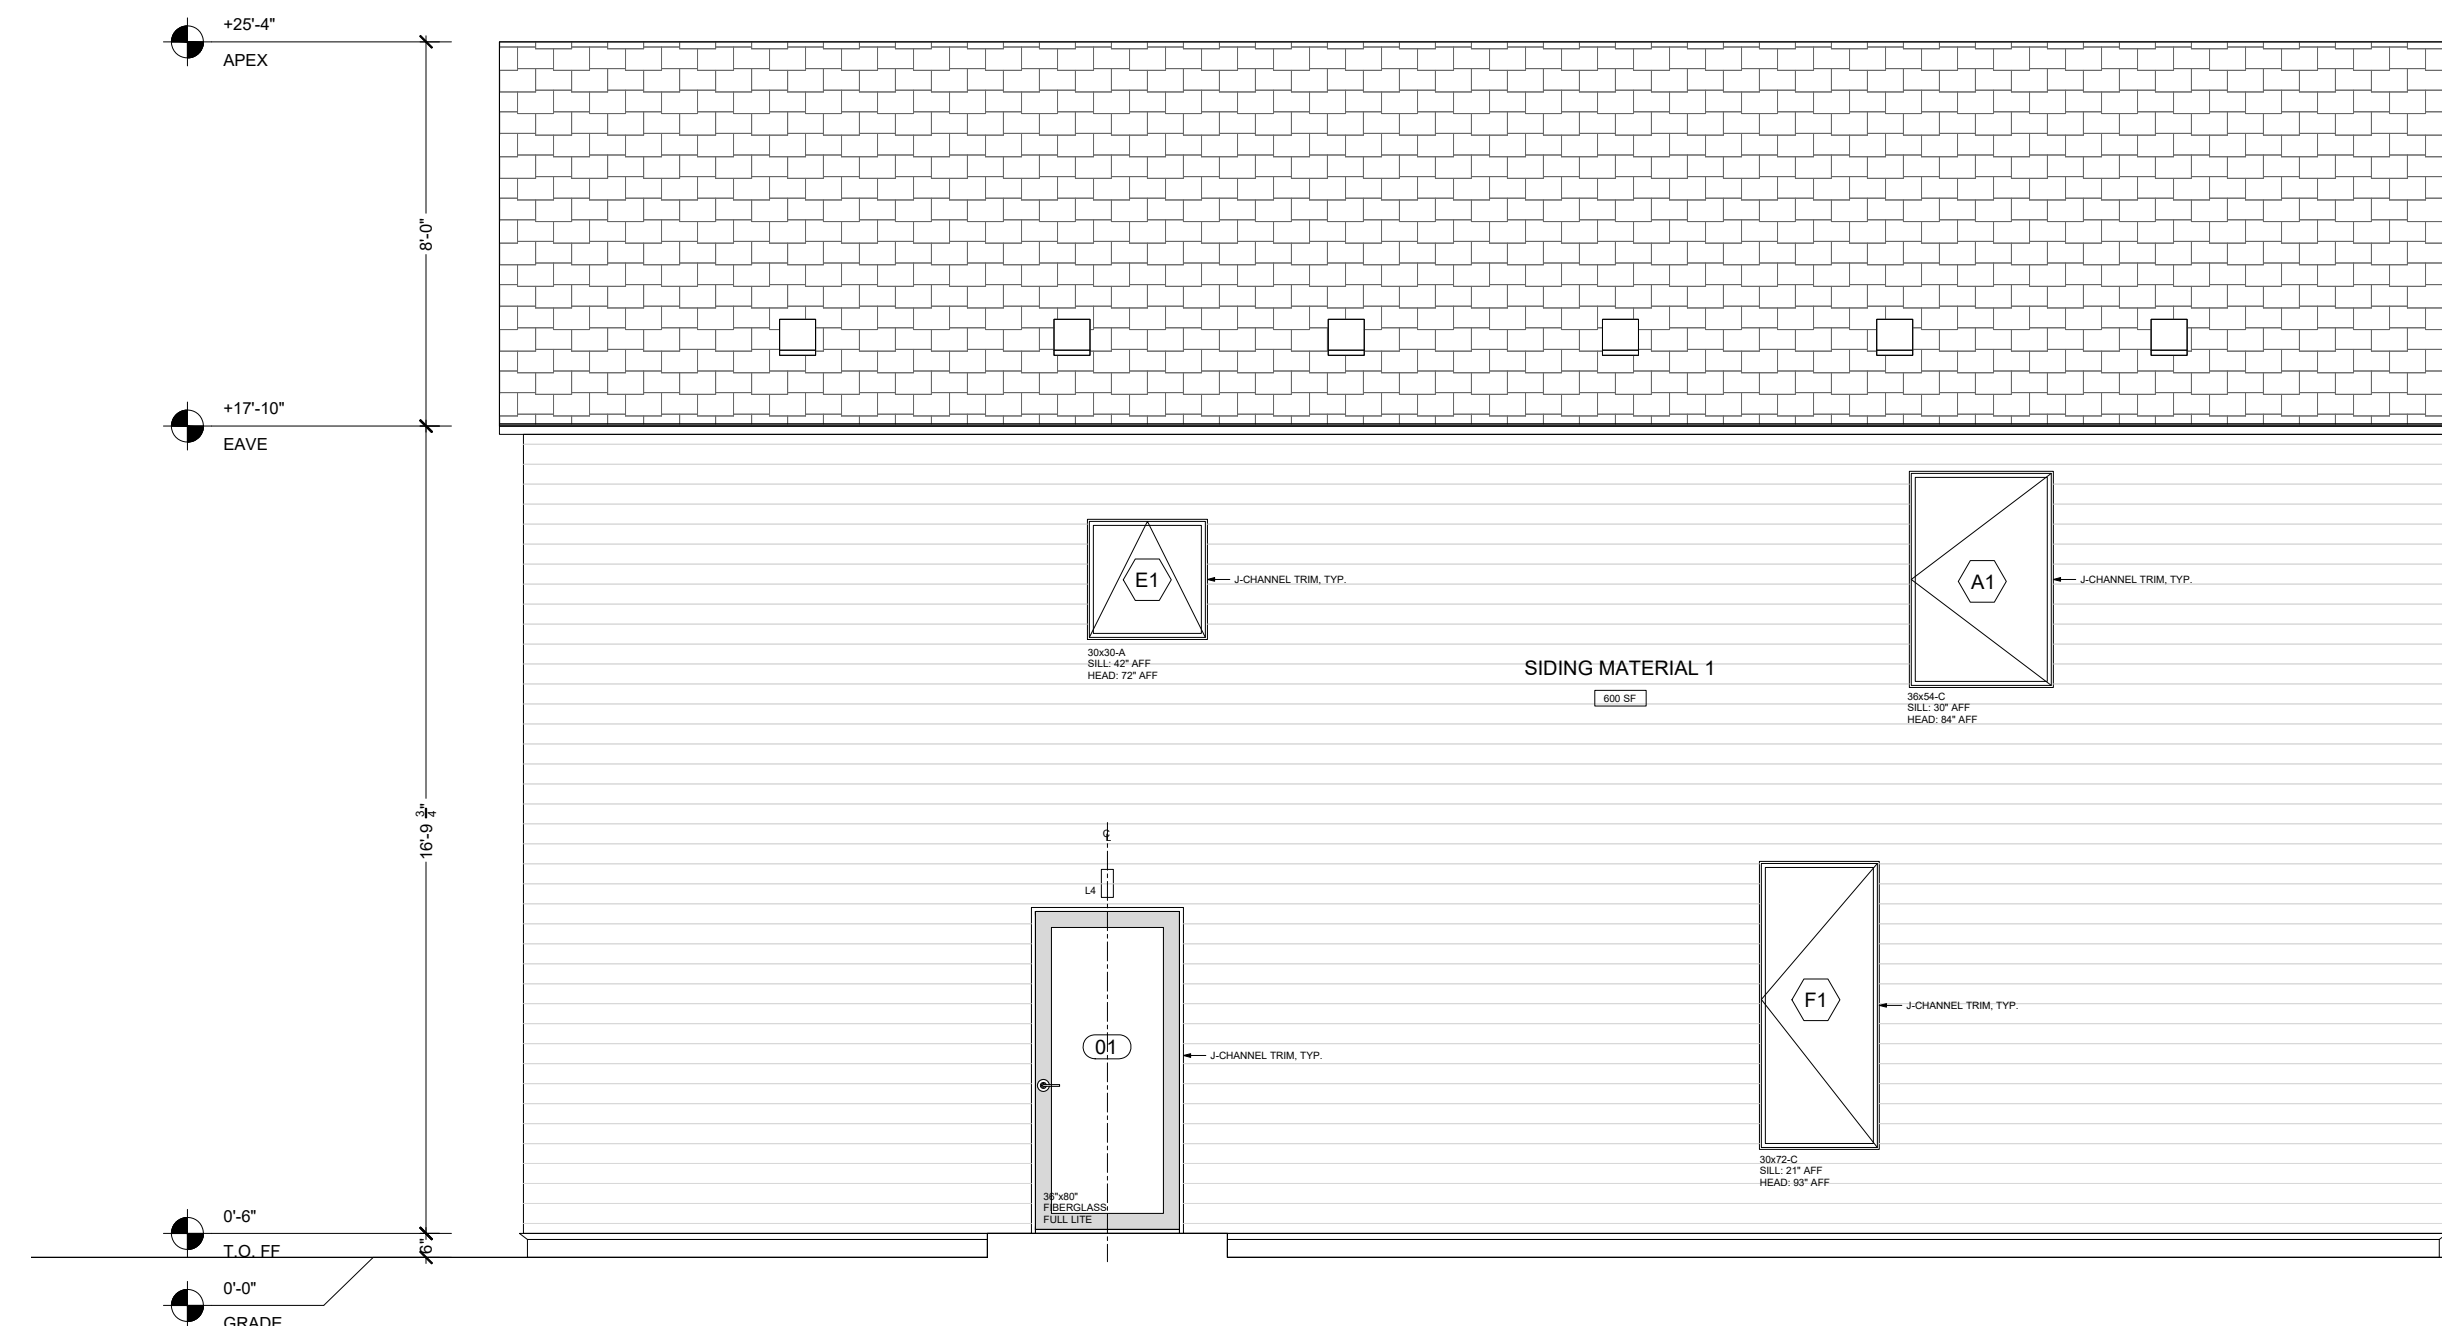 +25'-4"
APEX
8'-0"
+17'-10"
EAVE
E1
J-CHANNEL TRIM, TYP.
A1
J-CHANNEL TRIM, TYP.
30x30-A
SILL: 42" AFF
HEAD: 72" AFF
SIDING MATERIAL 1
600 SF
36x54-C
SILL: 30" AFF
HEAD: 84" AFF
16'-9 3/4"
CL
L4
F1
J-CHANNEL TRIM, TYP.
01
J-CHANNEL TRIM, TYP.
30x72-C
SILL: 21" AFF
HEAD: 93" AFF
36"x80"
FIBERGLASS
FULL LITE
0'-6"
T.O. FF
6"
0'-0"
GRADE